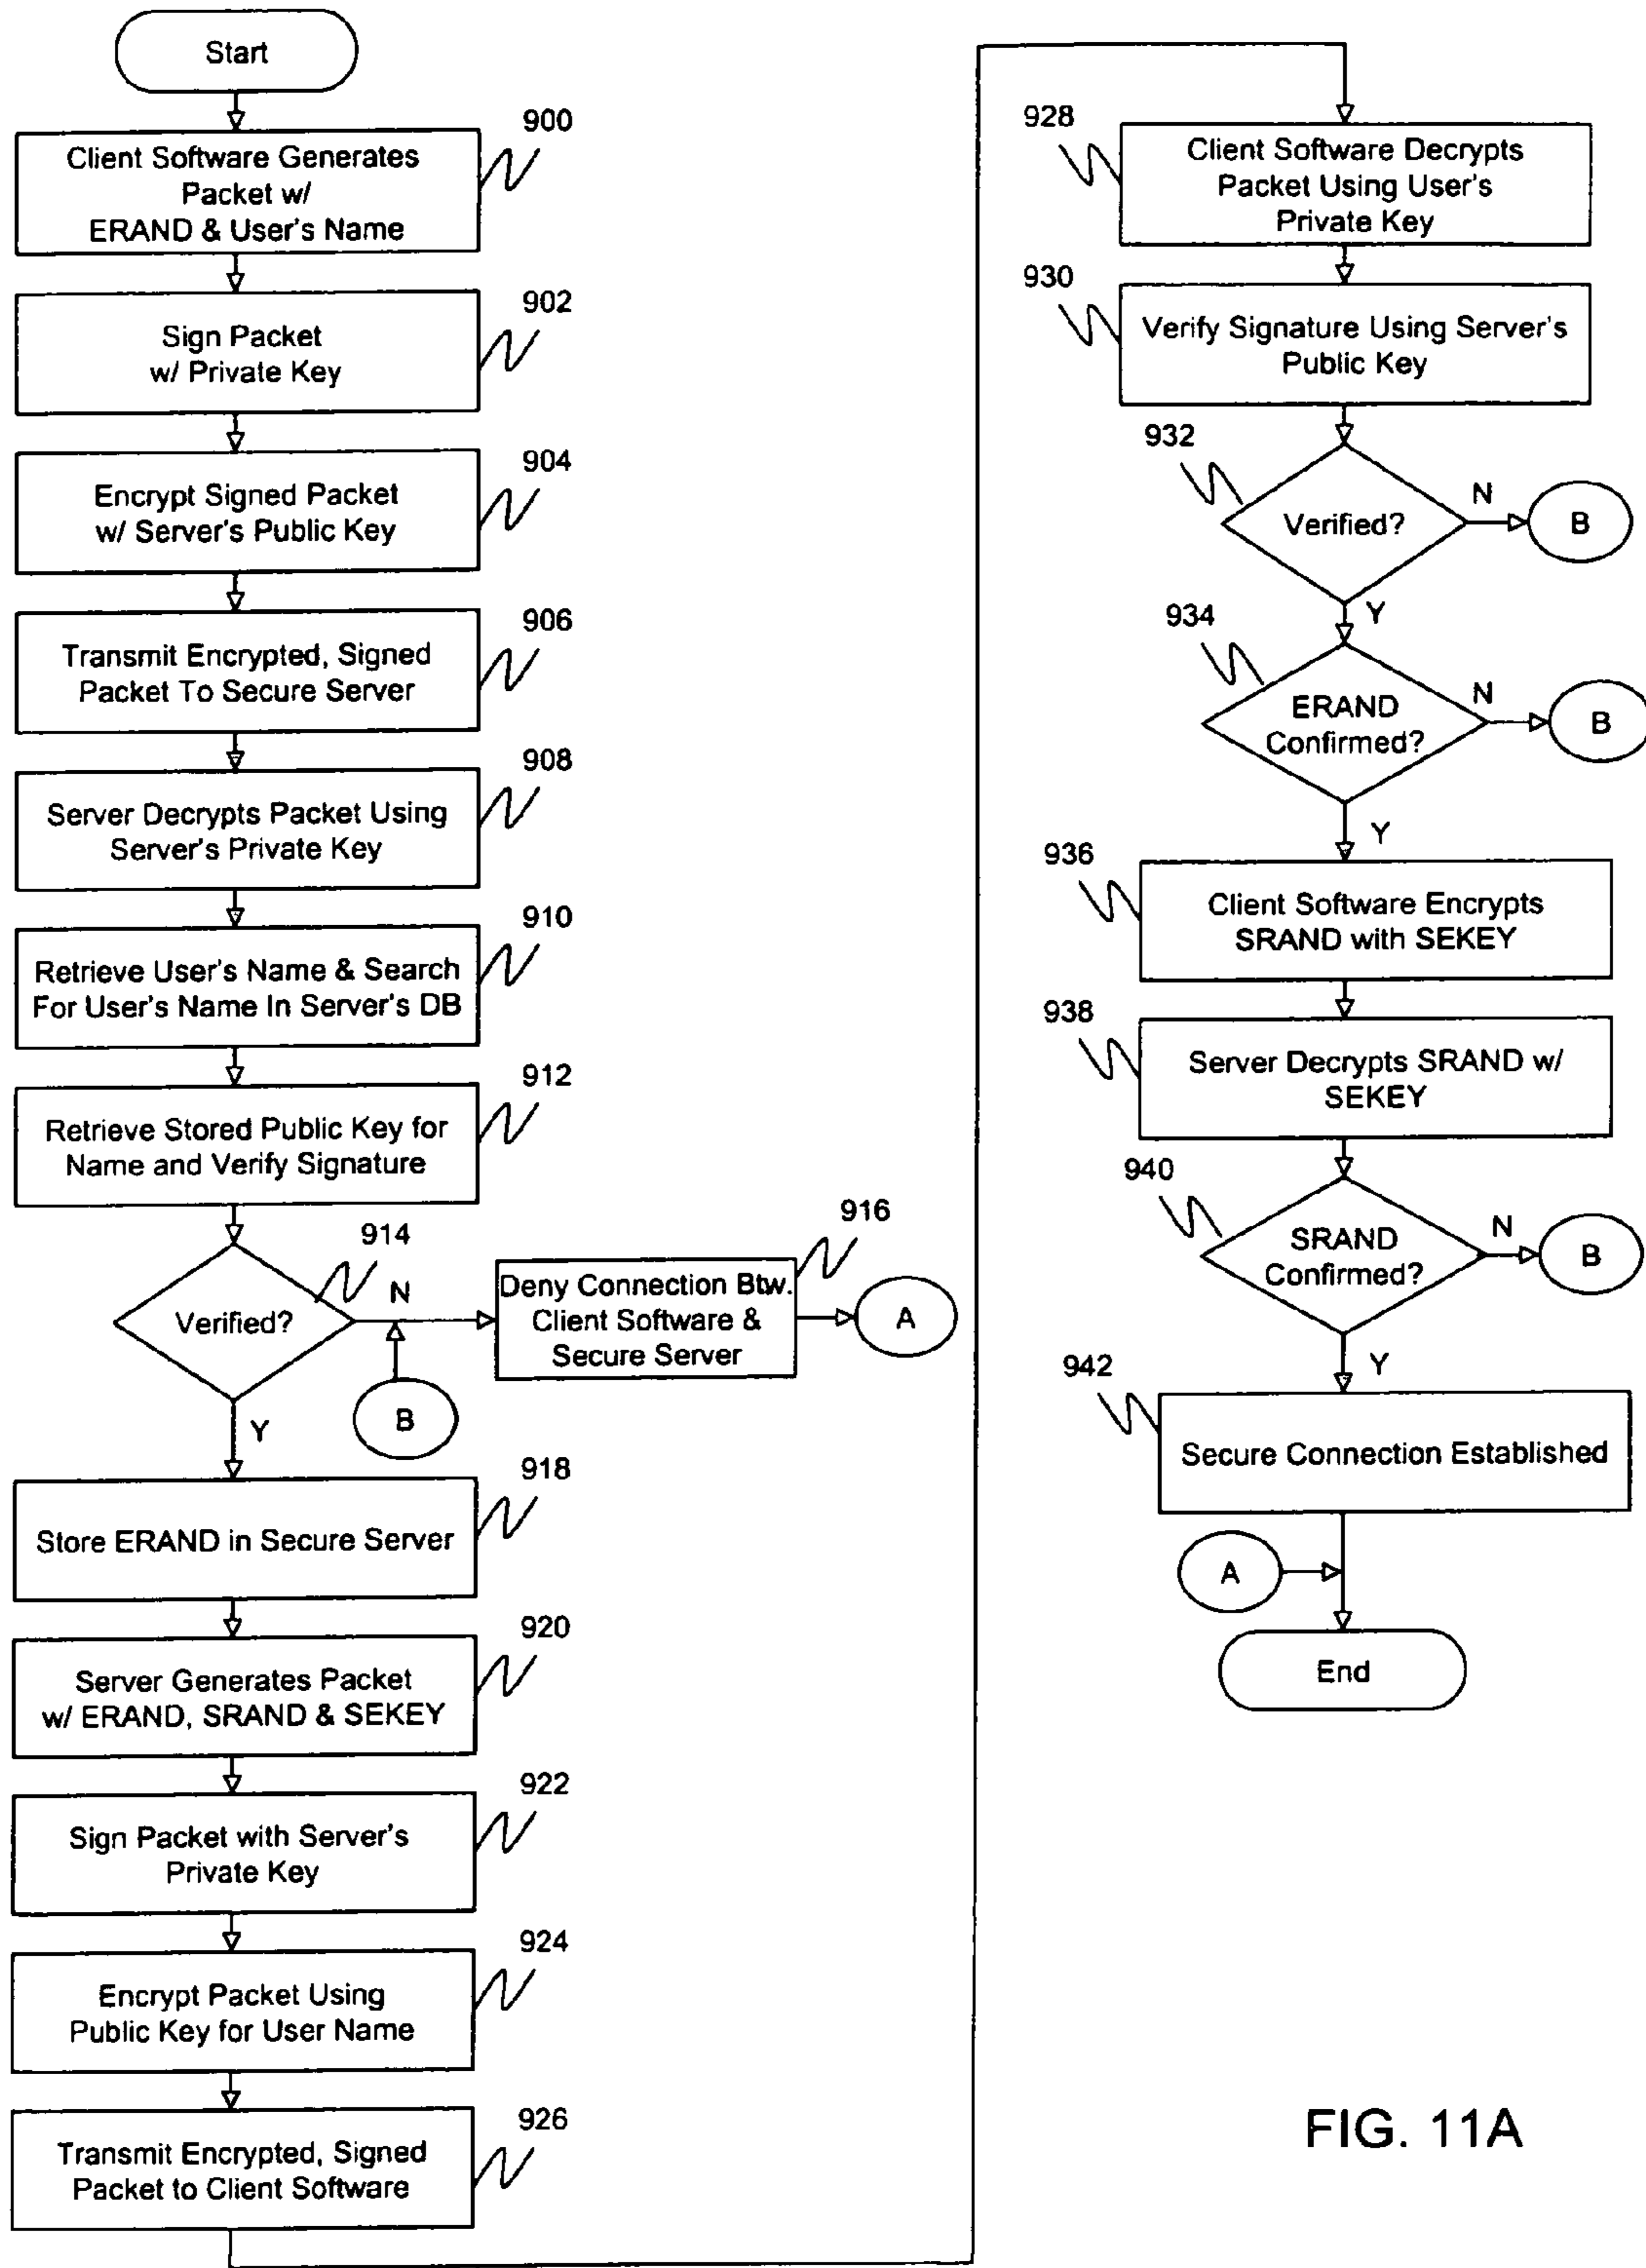 Start
900
Client Software Generates
Packet w/
ERAND & User's Name
902
Sign Packet
w/ Private Key
904
Encrypt Signed Packet
w/ Server's Public Key
906
Transmit Encrypted, Signed
Packet To Secure Server
908
Server Decrypts Packet Using
Server's Private Key
910
Retrieve User's Name & Search
For User's Name In Server's DB
912
Retrieve Stored Public Key for
Name and Verify Signature
914
Verified?
N
B
Y
916
Deny Connection Btw.
Client Software &
Secure Server
A
918
Store ERAND in Secure Server
920
Server Generates Packet
w/ ERAND, SRAND & SEKEY
922
Sign Packet with Server's
Private Key
924
Encrypt Packet Using
Public Key for User Name
926
Transmit Encrypted, Signed
Packet to Client Software
928
Client Software Decrypts
Packet Using User's
Private Key
930
Verify Signature Using Server's
Public Key
932
Verified?
N
B
Y
934
ERAND
Confirmed?
N
B
Y
936
Client Software Encrypts
SRAND with SEKEY
938
Server Decrypts SRAND w/
SEKEY
940
SRAND
Confirmed?
N
B
Y
942
Secure Connection Established
A
End
FIG. 11A